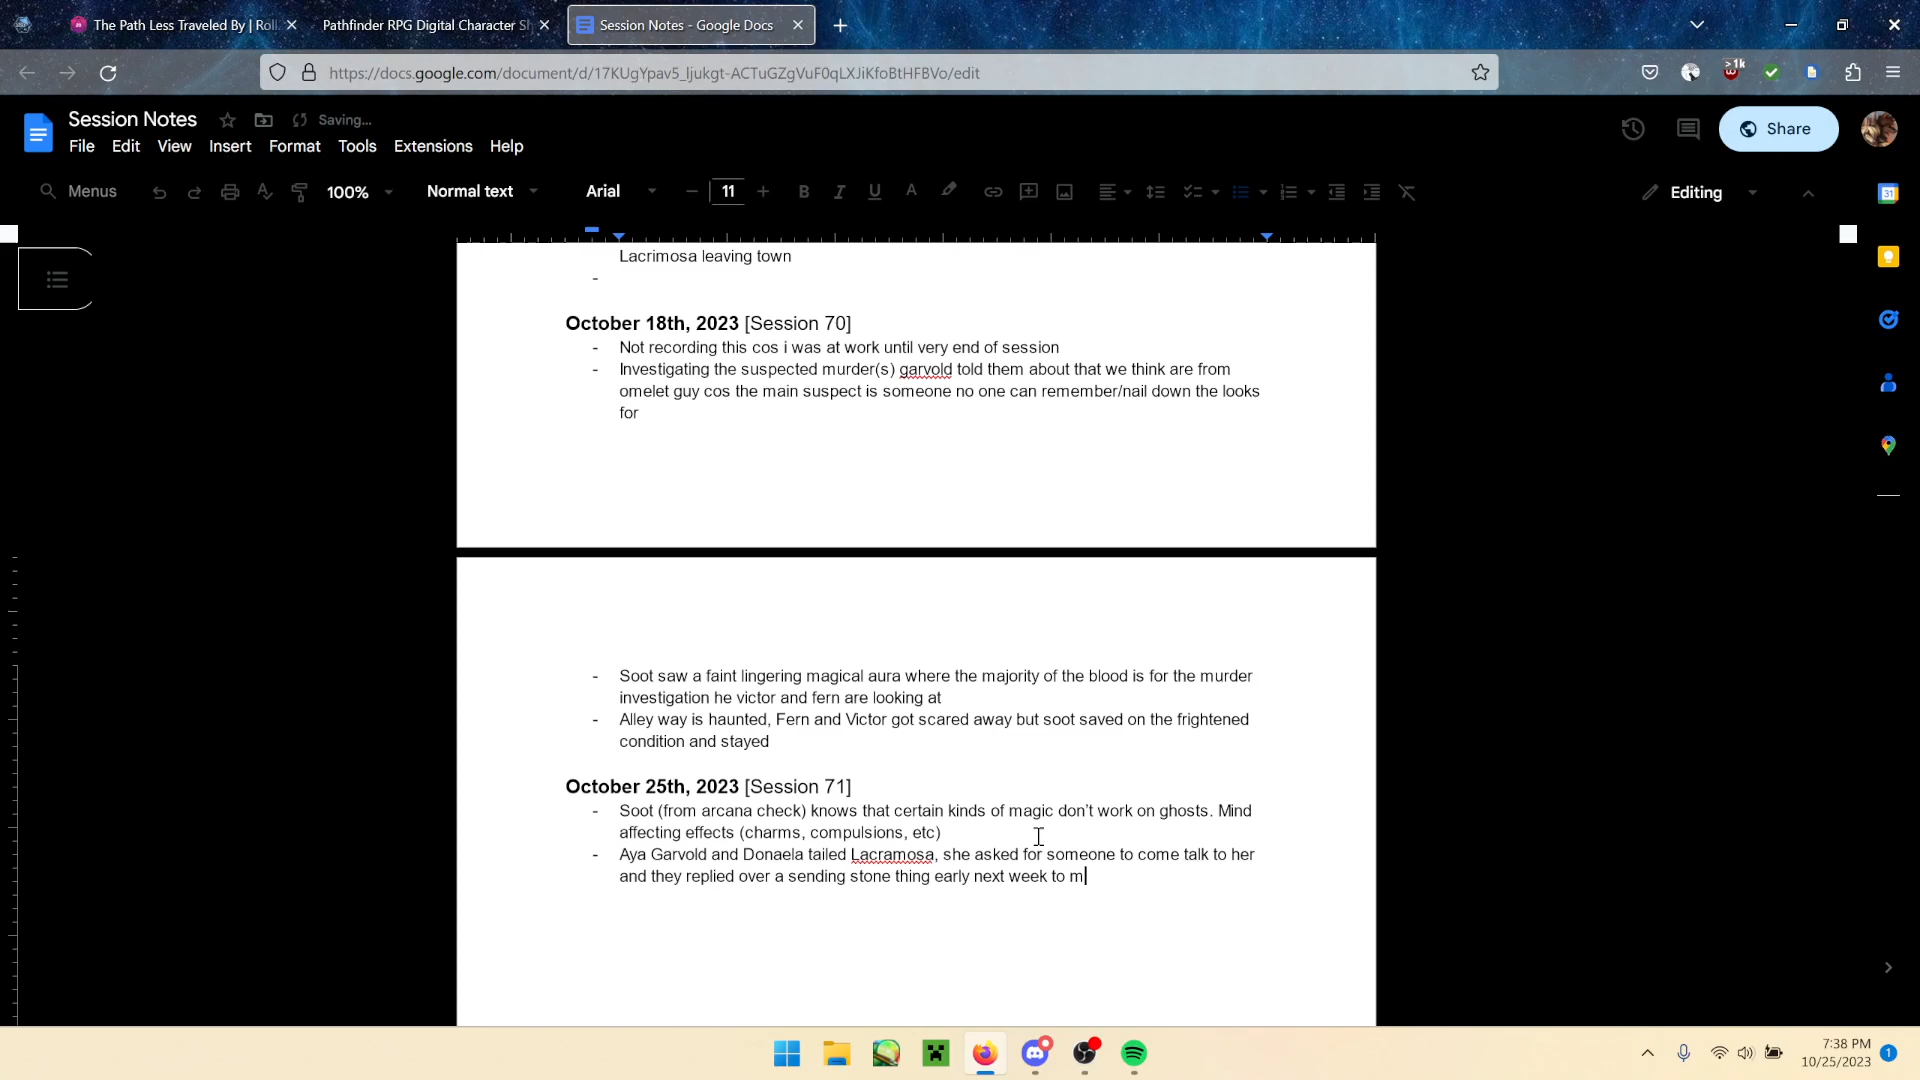 The Path Less Traveled By | Roll
Pathfinder RPG Digital Character Sh
Session Notes - Google Docs
https://docs.google.com/document/d/17KUgYpav5_ljukgt-ACTuGZgVuF0qLXJiKfoBtHFBVo/edit
>1k
Session Notes
Saving...
File Edit View Insert Format Tools Extensions Help
Share
Menus
100%
Normal text
Arial
11
Editing
31
Lacrimosa leaving town
-
October 18th, 2023 [Session 70]
- Not recording this cos i was at work until very end of session
- Investigating the suspected murder(s) garvold told them about that we think are from
omelet guy cos the main suspect is someone no one can remember/nail down the looks
for
- Soot saw a faint lingering magical aura where the majority of the blood is for the murder
investigation he victor and fern are looking at
- Alley way is haunted, Fern and Victor got scared away but soot saved on the frightened
condition and stayed
October 25th, 2023 [Session 71]
- Soot (from arcana check) knows that certain kinds of magic don't work on ghosts. Mind
affecting effects (charms, compulsions, etc)
- Aya Garvold and Donaela tailed Lacramosa, she asked for someone to come talk to her
and they replied over a sending stone thing early next week to m
7:38 PM
10/25/2023
1